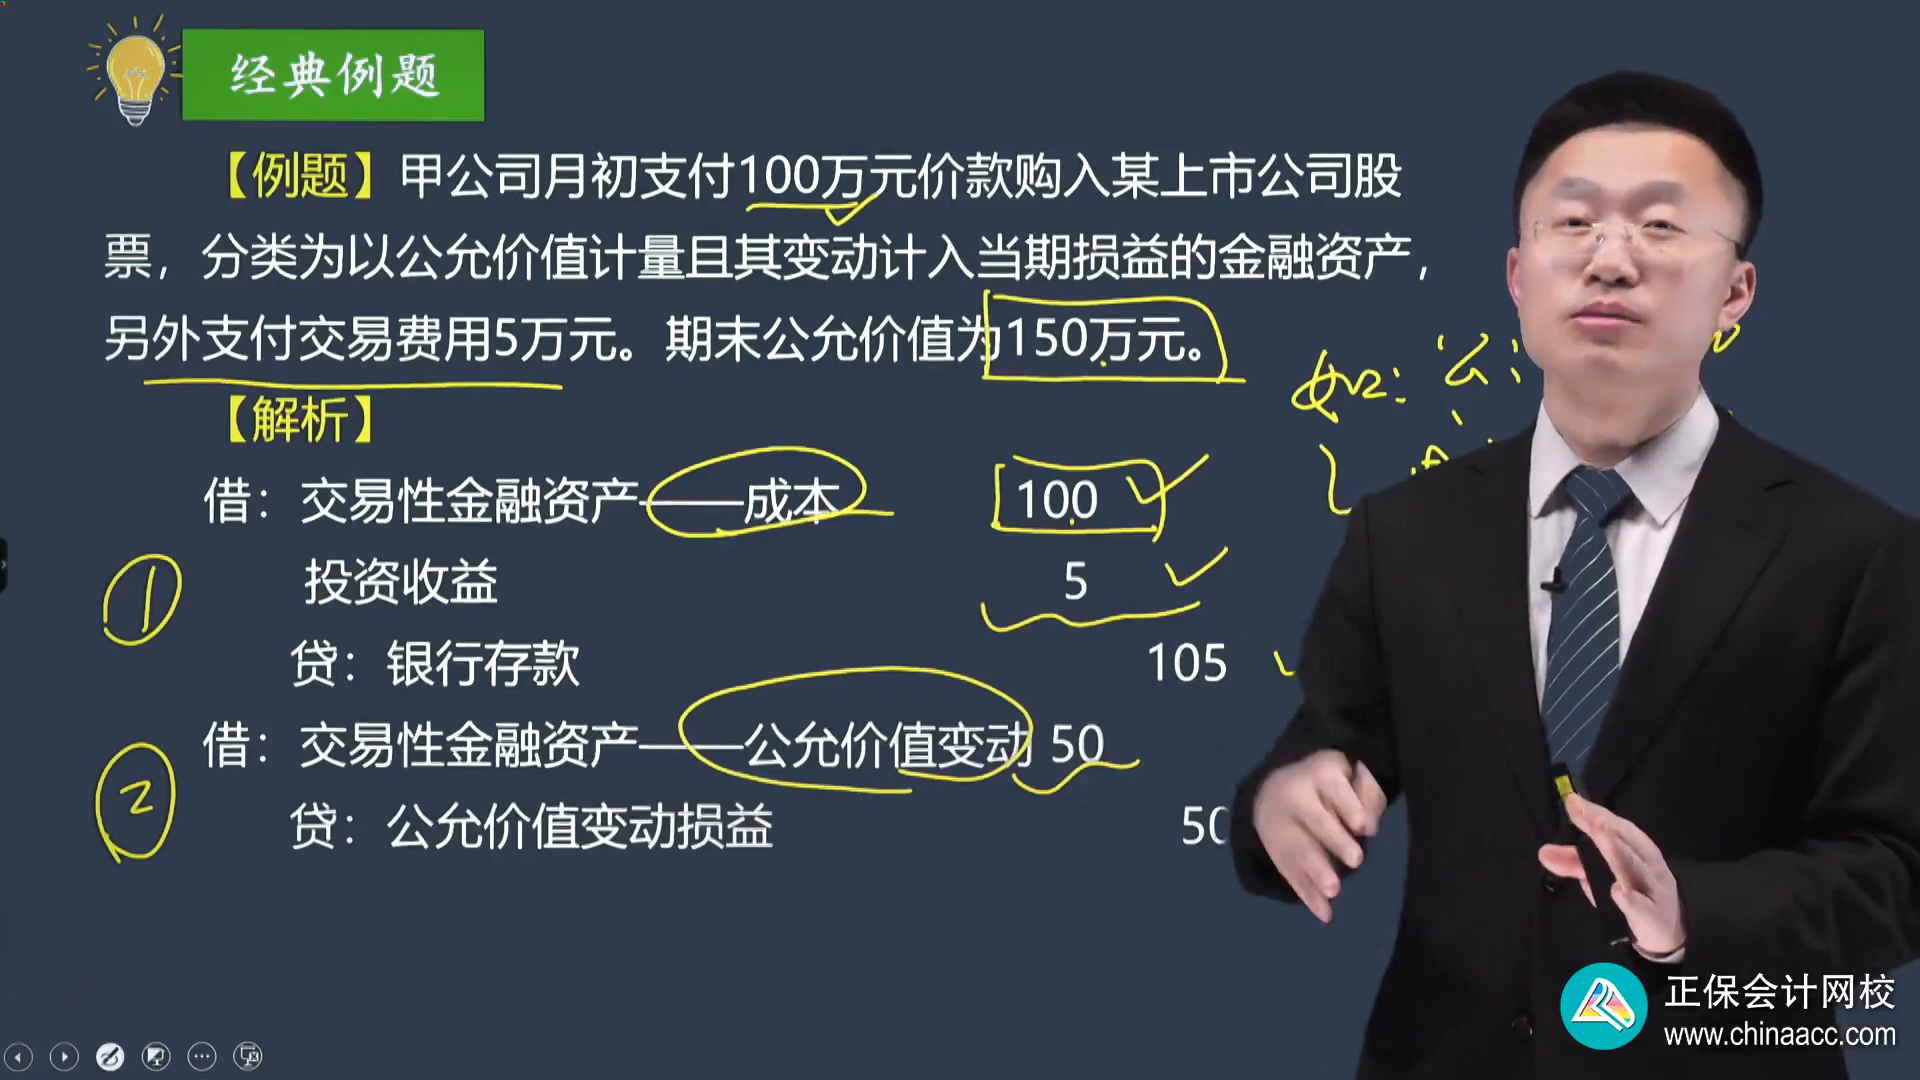 经典例题
【例题】甲公司月初支付100万元价款购入某上市公司股
票，分类为以公允价值计量且其变动计入当期损益的金融资产，
另外支付交易费用5万元。期末公允价值为150万元。
如：公：
【解析】
借：交易性金融资产——成本 100
① 投资收益 5
贷：银行存款 105
借：交易性金融资产——公允价值变动 50
② 贷：公允价值变动损益 50
正保会计网校
www.chinaacc.com